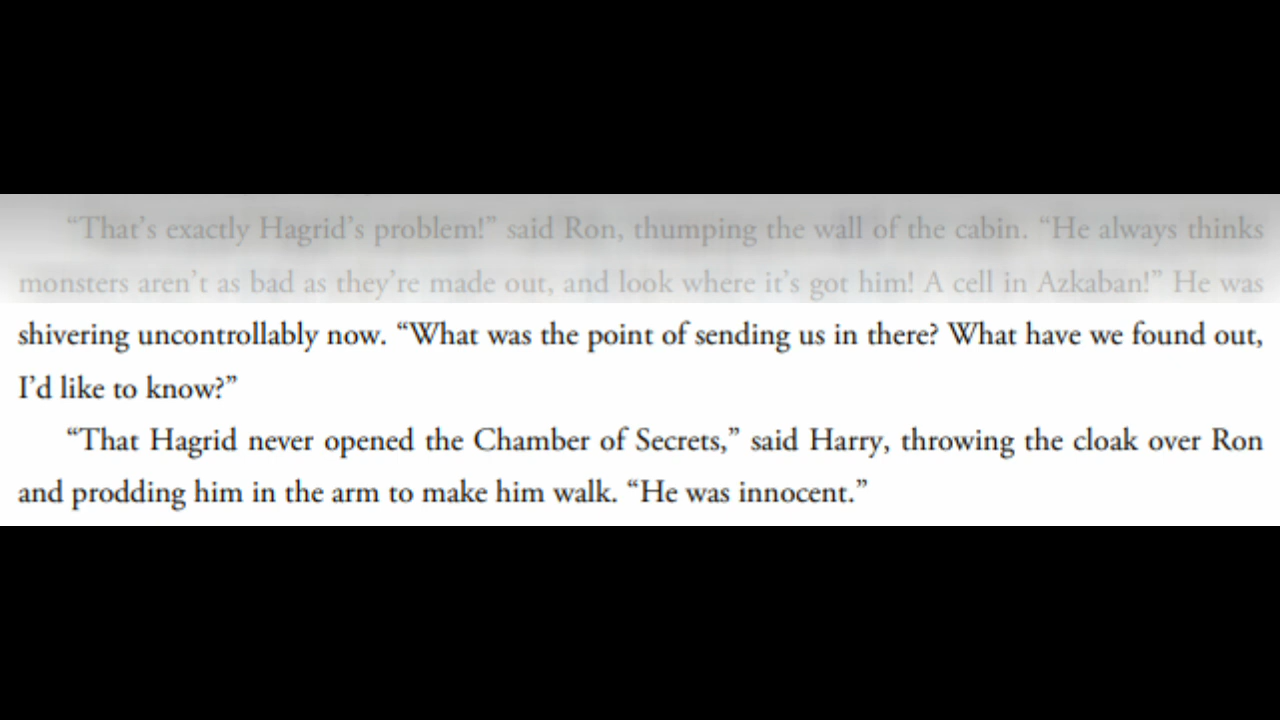 “That’s exactly Hagrid’s problem!” said Ron, thumping the wall of the cabin. “He always thinks
monsters aren’t as bad as they’re made out, and look where it’s got him! A cell in Azkaban!” He was
shivering uncontrollably now. “What was the point of sending us in there? What have we found out,
I’d like to know?”
“That Hagrid never opened the Chamber of Secrets,” said Harry, throwing the cloak over Ron
and prodding him in the arm to make him walk. “He was innocent.”